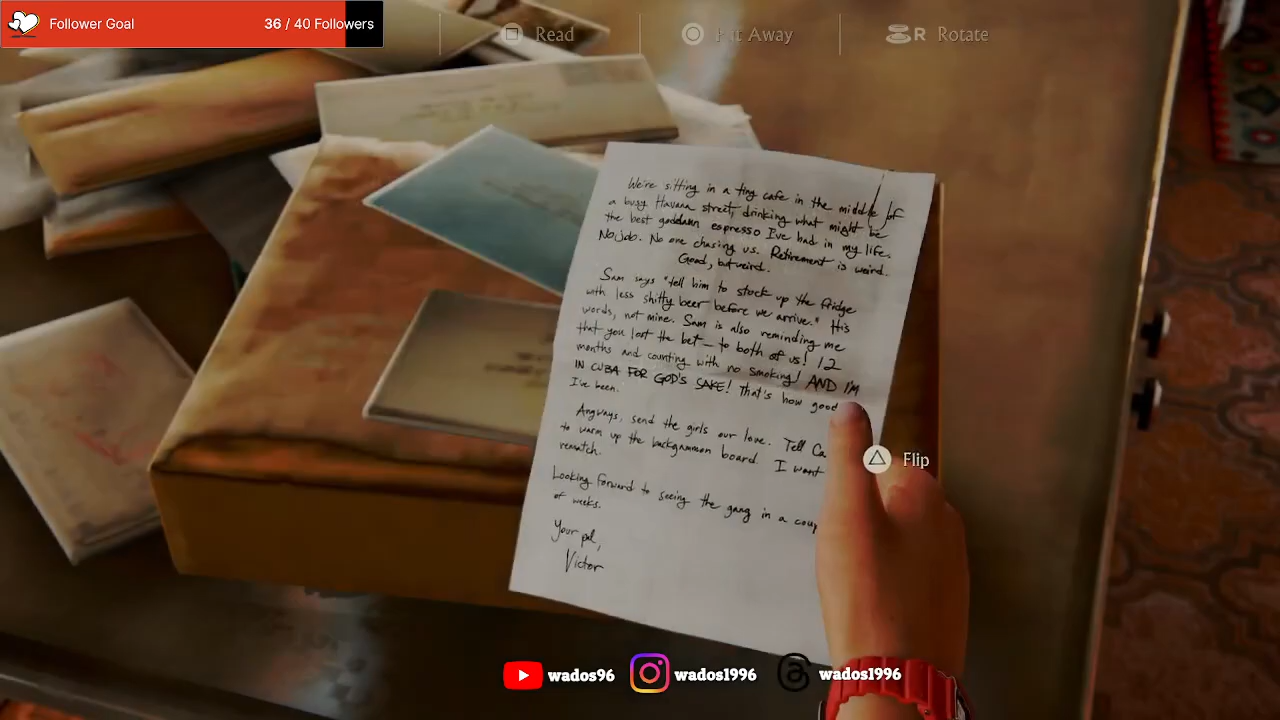 Follower Goal
36 / 40 Followers
Read
Put Away
R Rotate
We're sitting in a tiny cafe in the middle of
a busy Havana street, drinking what might be
the best goddamn espresso I've had in my life.
No job. No one chasing us. Retirement is weird.
Good, but weird.
Sam says "tell him to stock up the fridge
with less shitty beer before we arrive." His
words, not mine. Sam is also reminding me
that you lost the bet — to both of us! 12
months and counting with no smoking! AND I'M
IN CUBA FOR GOD'S SAKE! That's how good
I've been.
Anyways, send the girls our love. Tell Ca
to warm up the backgammon board. I want
rematch.
Looking forward to seeing the gang in a coup
of weeks.
Your pal,
Victor
Flip
wados96
wados1996
wados1996